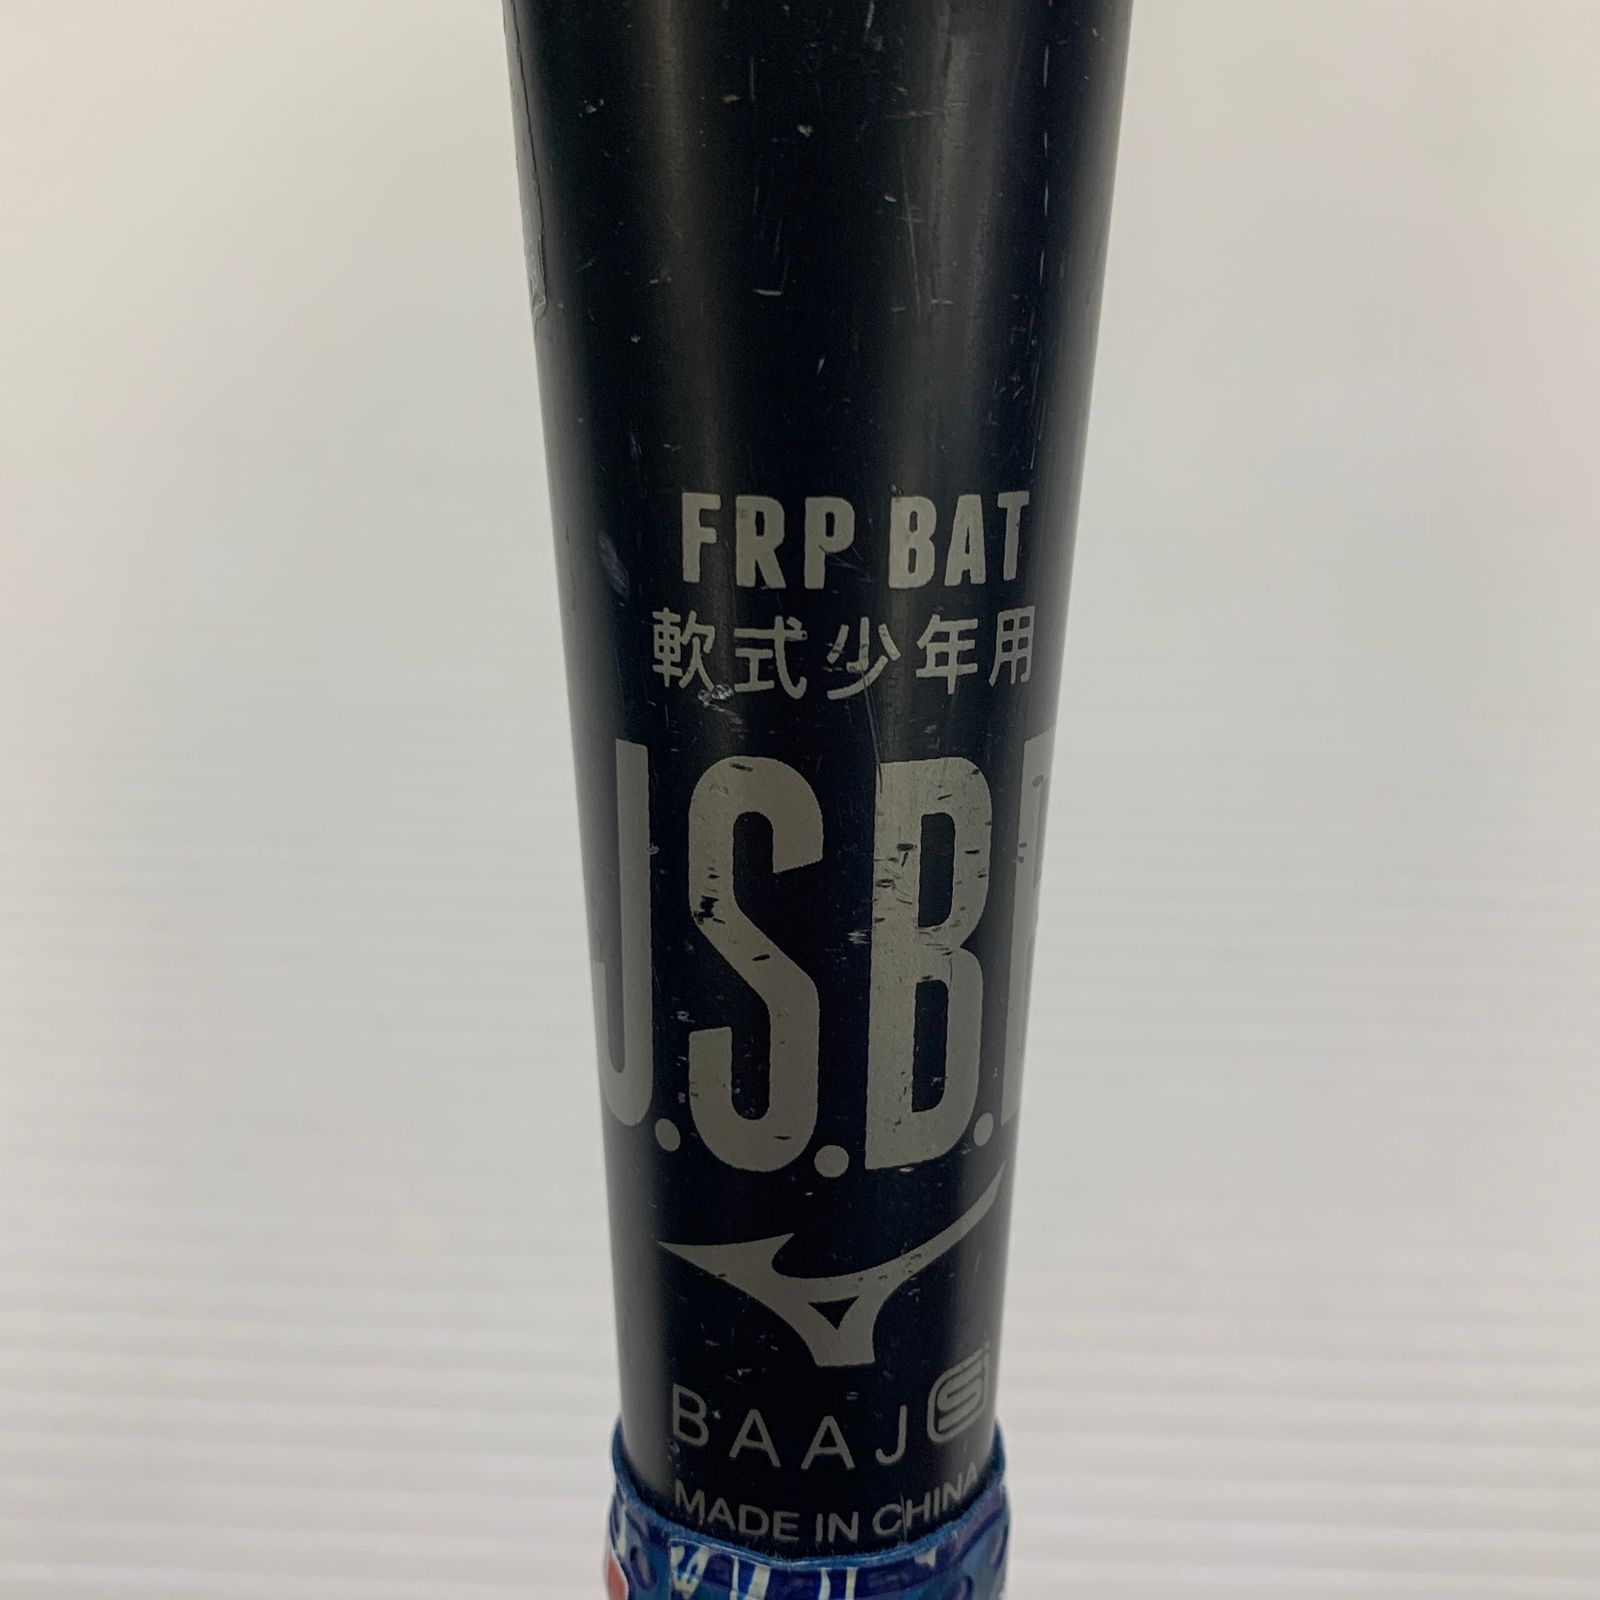 FRP BAT
軟式少年用
J.S.B.B
BAAJ S
MADE IN CHINA